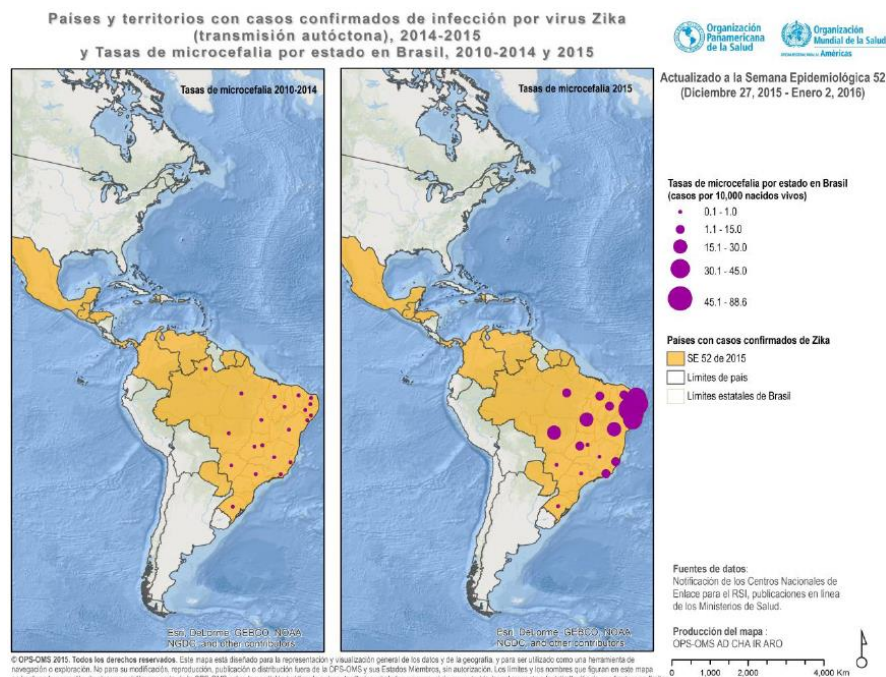 Países y territorios con casos confirmados de infección por virus Zika
(transmisión autóctona), 2014-2015
y Tasas de microcefalia por estado en Brasil, 2010-2014 y 2015
Organización
Panamericana
de la Salud
Organización
Mundial de la Salud
Américas
Actualizado a la Semana Epidemiológica 52
(Diciembre 27, 2015 - Enero 2, 2016)
Tasas de microcefalia 2010-2014
Tasas de microcefalia 2015
Tasas de microcefalia por estado en Brasil
(casos por 10,000 nacidos vivos)
0.1 - 1.0
1.1 - 15.0
15.1 - 30.0
30.1 - 45.0
45.1 - 88.6
Países con casos confirmados de Zika
SE 52 de 2015
Límites de país
Límites estatales de Brasil
Esri, DeLorme, GEBCO, NOAA
NGDC, and other contributors
Esri, DeLorme, GEBCO, NOAA
NGDC, and other contributors
Fuentes de datos:
Notificación de los Centros Nacionales de
Enlace para el RSI, publicaciones en línea
de los Ministerios de Salud.
Producción del mapa :
OPS-OMS AD CHA IR ARO
0 1,000 2,000 4,000 Km
© OPS-OMS 2015. Todos los derechos reservados. Este mapa está diseñado para la representación y visualización general de los datos y de la geografía, y para ser utilizado como una herramienta de
navegación o exploración. No para su modificación, reproducción, publicación o distribución fuera de la OPS-OMS y sus Estados Miembros, sin autorización. Los límites y los nombres que figuran en este mapa